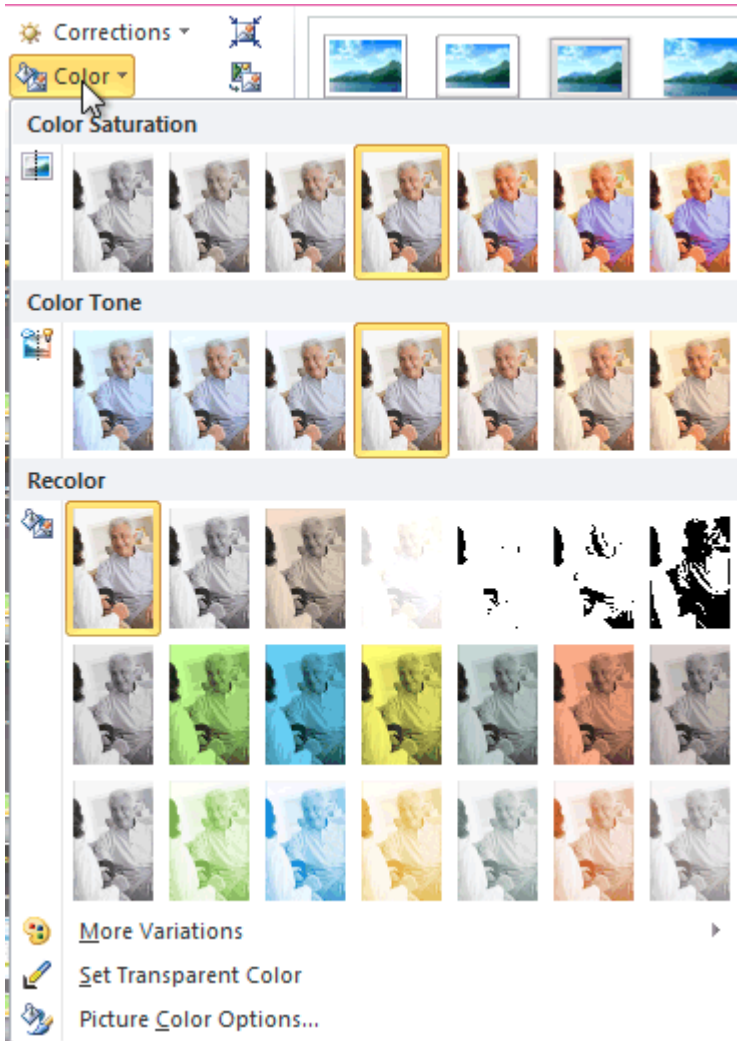 Corrections
Color
Color Saturation
Color Tone
Recolor
More Variations
Set Transparent Color
Picture Color Options...